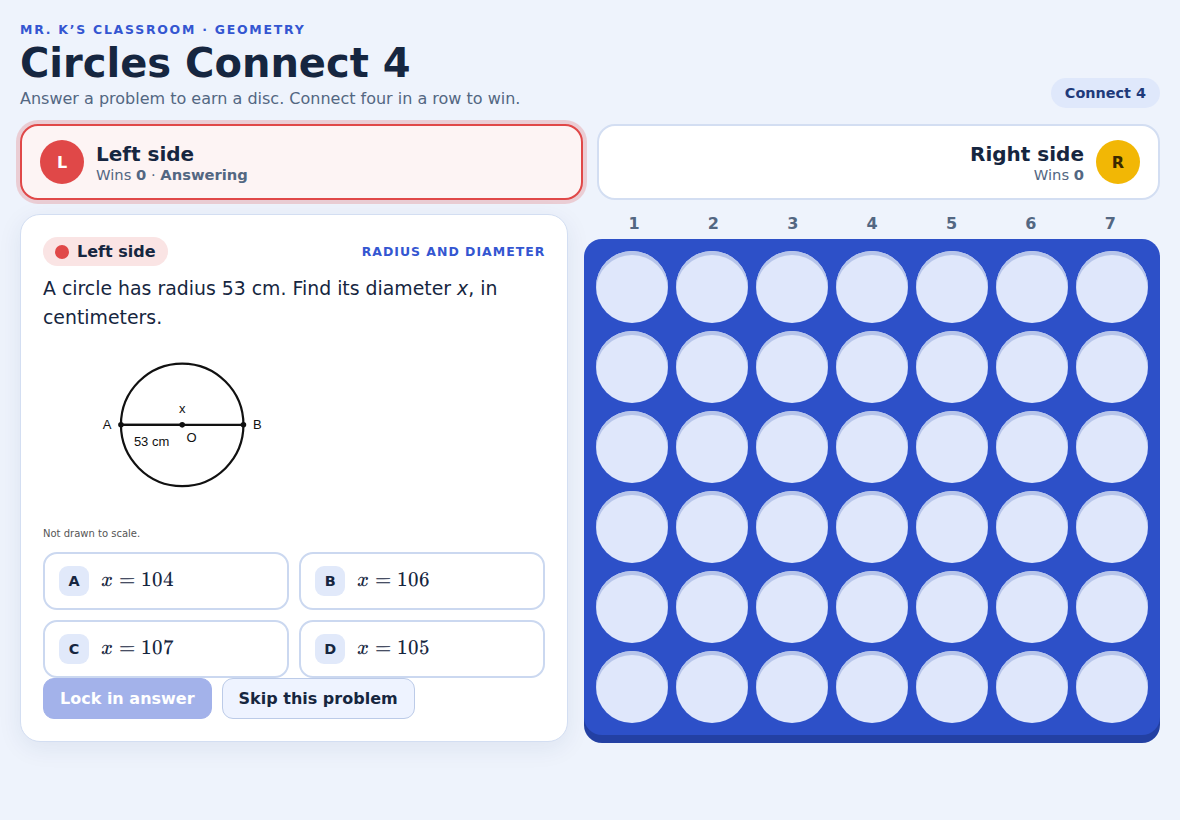 MR. K’S CLASSROOM · GEOMETRY
Circles Connect 4
Answer a problem to earn a disc. Connect four in a row to win.
Connect 4
L
Left side
Wins 0 · Answering
Right side
Wins 0
R
Left side
RADIUS AND DIAMETER
A circle has radius 53 cm. Find its diameter x, in
centimeters.
x
A
B
53 cm
O
Not drawn to scale.
A x = 104
B x = 106
C x = 107
D x = 105
Lock in answer
Skip this problem
1 2 3 4 5 6 7